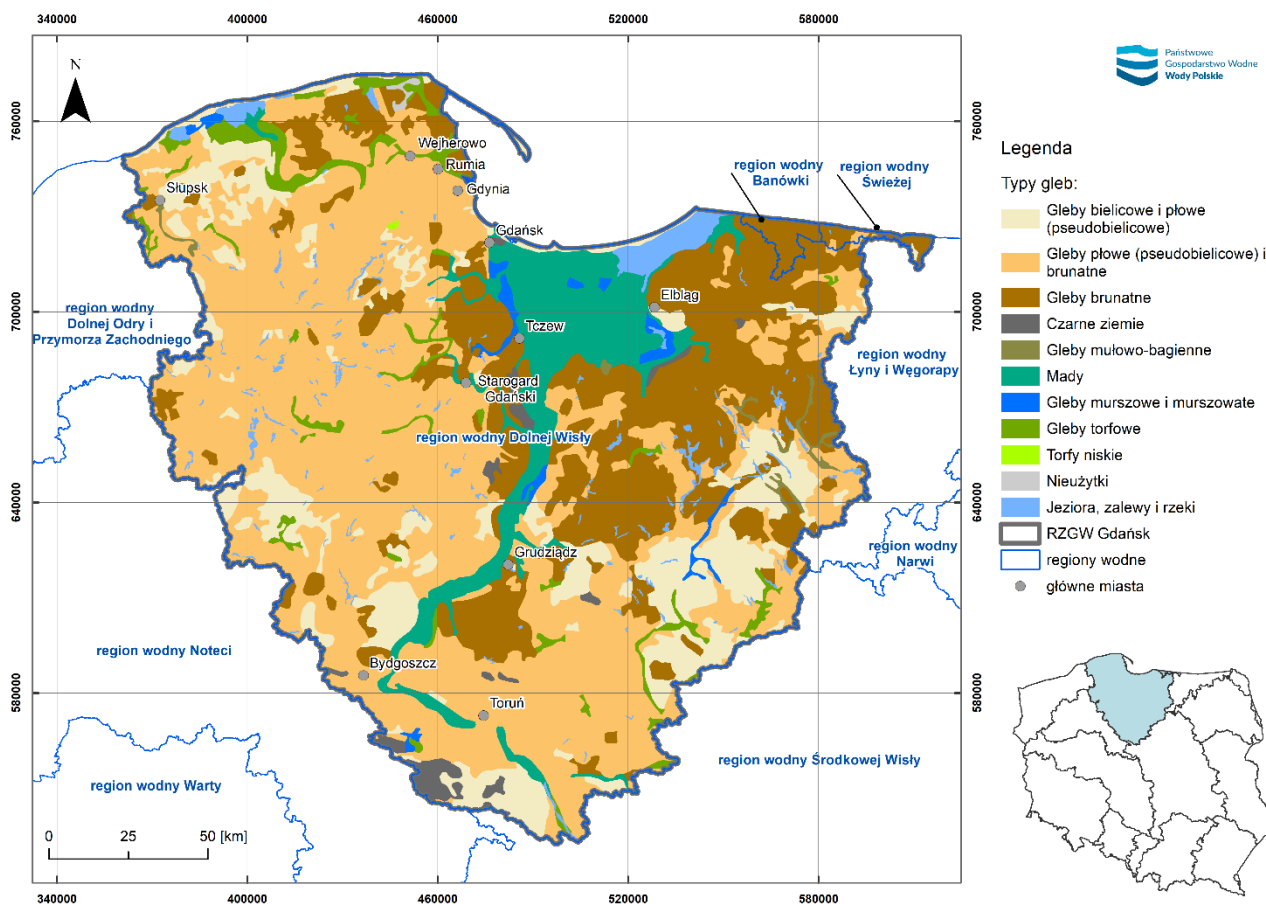 340000
400000
460000
520000
580000
N
760000
700000
640000
580000
760000
700000
640000
580000
Wejherowo
Rumia
Gdynia
Słupsk
Gdańsk
region wodny
Banówki
region wodny
Świeżej
Elbląg
region wodny
Dolnej Odry i
Przymorza Zachodniego
Tczew
region wodny
Łyny i Węgorapy
Starogard
Gdański
region wodny Dolnej Wisły
Grudziądz
region wodny
Narwi
region wodny Noteci
Bydgoszcz
Toruń
region wodny Środkowej Wisły
region wodny Warty
0
25
50 [km]
340000
400000
460000
520000
580000
Państwowe
Gospodarstwo Wodne
Wody Polskie
Legenda
Typy gleb:
Gleby bielicowe i płowe
(pseudobielicowe)
Gleby płowe (pseudobielicowe) i
brunatne
Gleby brunatne
Czarne ziemie
Gleby mułowo-bagienne
Mady
Gleby murszowe i murszowate
Gleby torfowe
Torfy niskie
Nieużytki
Jeziora, zalewy i rzeki
RZGW Gdańsk
regiony wodne
główne miasta